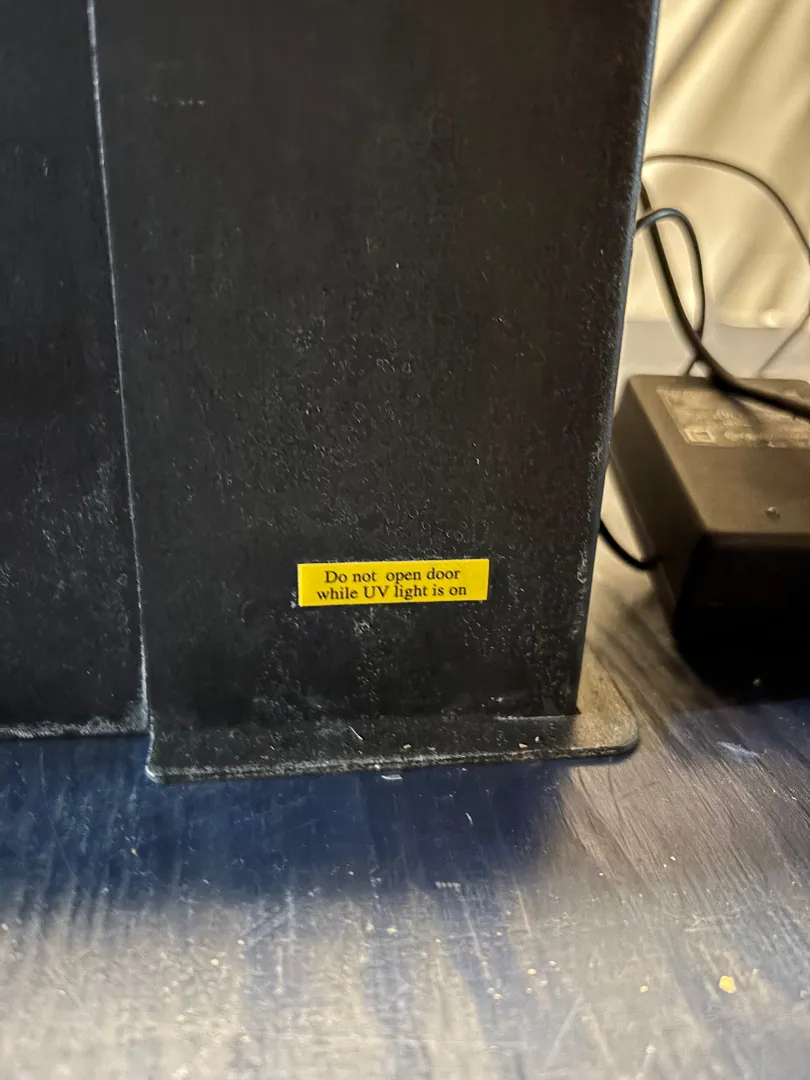 Do not open door
while UV light is on